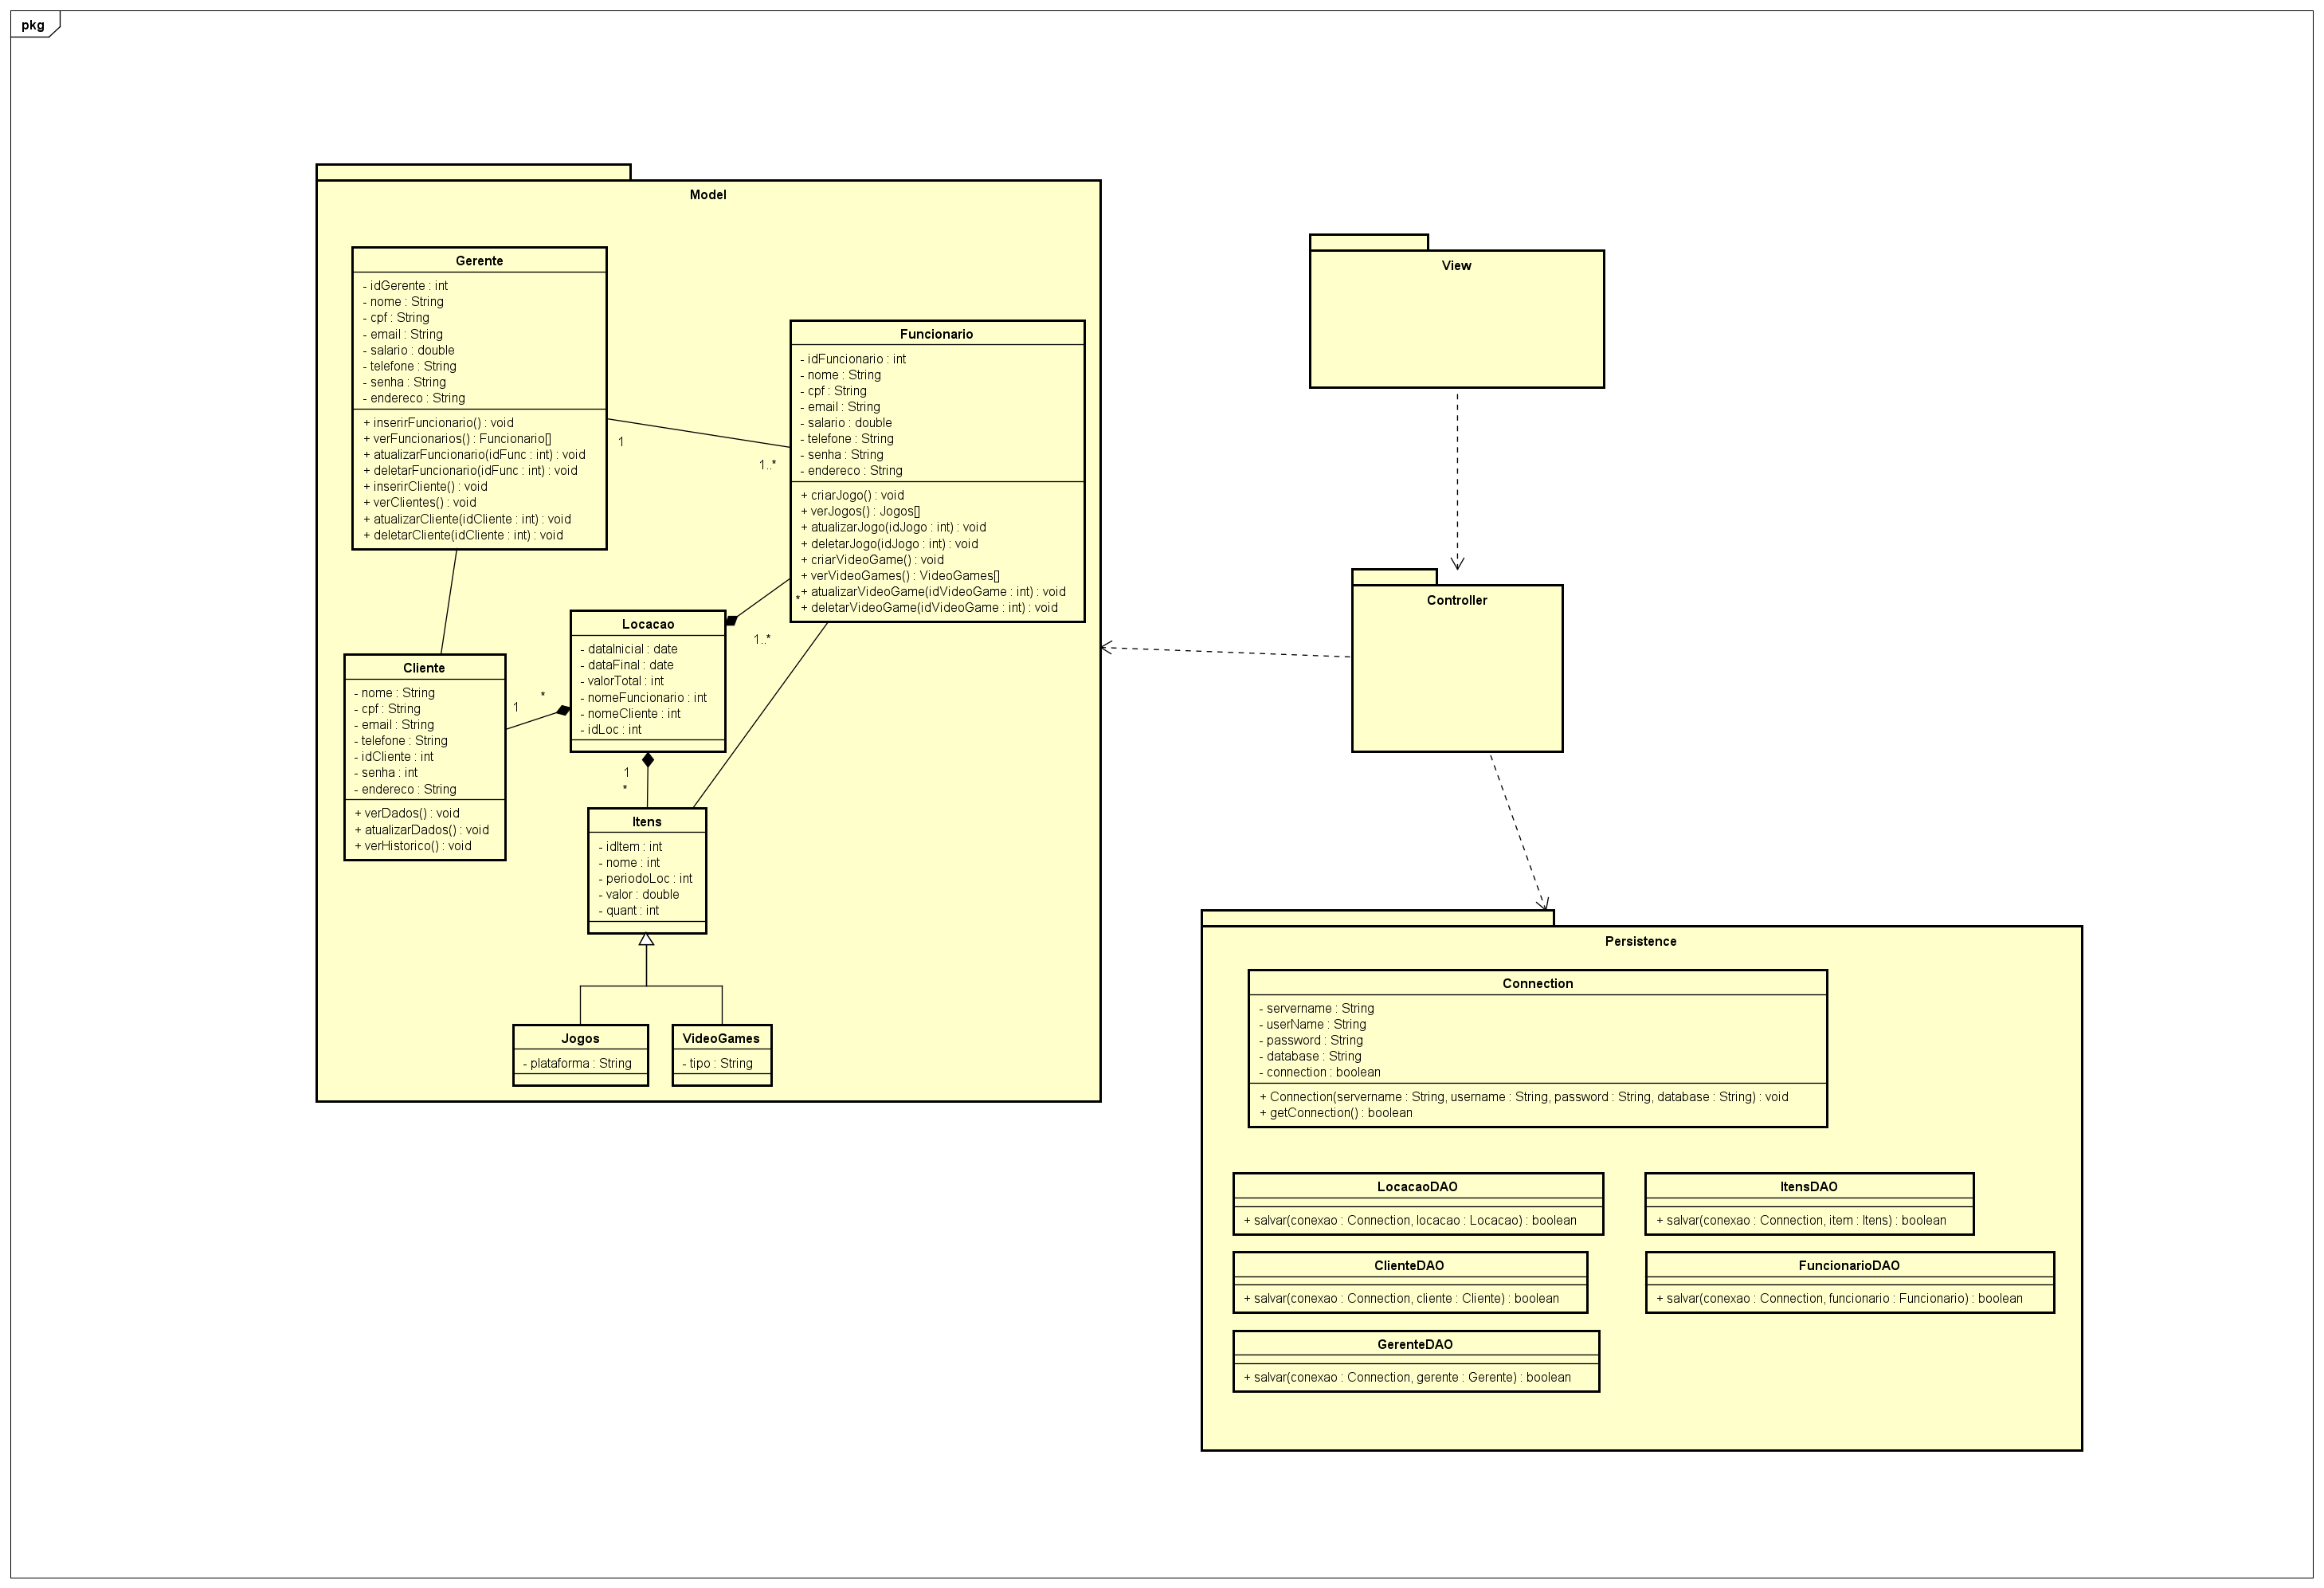 pkg
Model
Gerente
- idGerente : int
- nome : String
- cpf : String
- email : String
- salario : double
- telefone : String
- senha : String
- endereco : String
+ inserirFuncionario() : void
+ verFuncionarios() : Funcionario[]
+ atualizarFuncionario(idFunc : int) : void
+ deletarFuncionario(idFunc : int) : void
+ inserirCliente() : void
+ verClientes() : void
+ atualizarCliente(idCliente : int) : void
+ deletarCliente(idCliente : int) : void
1
1..*
Funcionario
- idFuncionario : int
- nome : String
- cpf : String
- email : String
- salario : double
- telefone : String
- senha : String
- endereco : String
+ criarJogo() : void
+ verJogos() : Jogos[]
+ atualizarJogo(idJogo : int) : void
+ deletarJogo(idJogo : int) : void
+ criarVideoGame() : void
+ verVideoGames() : VideoGames[]
+ atualizarVideoGame(idVideoGame : int) : void
+ deletarVideoGame(idVideoGame : int) : void
*
1..*
Locacao
- dataInicial : date
- dataFinal : date
- valorTotal : int
- nomeFuncionario : int
- nomeCliente : int
- idLoc : int
*
1
Cliente
- nome : String
- cpf : String
- email : String
- telefone : String
- idCliente : int
- senha : int
- endereco : String
+ verDados() : void
+ atualizarDados() : void
+ verHistorico() : void
1
*
Itens
- idItem : int
- nome : int
- periodoLoc : int
- valor : double
- quant : int
Jogos
- plataforma : String
VideoGames
- tipo : String
View
Controller
Persistence
Connection
- servername : String
- userName : String
- password : String
- database : String
- connection : boolean
+ Connection(servername : String, username : String, password : String, database : String) : void
+ getConnection() : boolean
LocacaoDAO
+ salvar(conexao : Connection, locacao : Locacao) : boolean
ItensDAO
+ salvar(conexao : Connection, item : Itens) : boolean
ClienteDAO
+ salvar(conexao : Connection, cliente : Cliente) : boolean
FuncionarioDAO
+ salvar(conexao : Connection, funcionario : Funcionario) : boolean
GerenteDAO
+ salvar(conexao : Connection, gerente : Gerente) : boolean